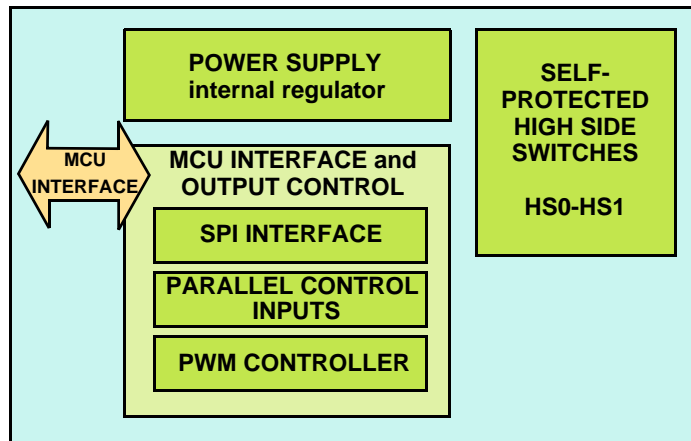 POWER SUPPLY
internal regulator
SELF-
PROTECTED
HIGH SIDE
SWITCHES
HS0-HS1
MCU
INTERFACE
MCU INTERFACE and
OUTPUT CONTROL
SPI INTERFACE
PARALLEL CONTROL
INPUTS
PWM CONTROLLER